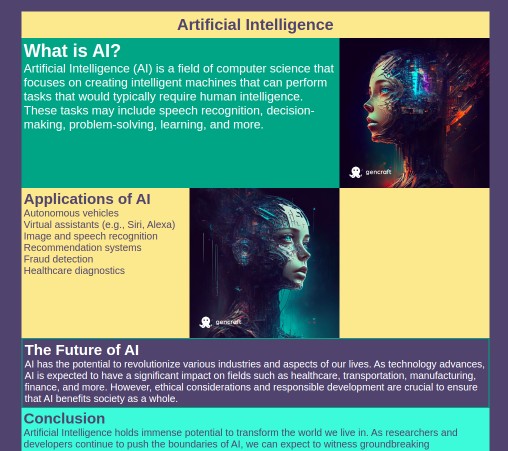 Artificial Intelligence
What is AI?
Artificial Intelligence (AI) is a field of computer science that
focuses on creating intelligent machines that can perform
tasks that would typically require human intelligence.
These tasks may include speech recognition, decision-
making, problem-solving, learning, and more.
gencraft
Applications of AI
Autonomous vehicles
Virtual assistants (e.g., Siri, Alexa)
Image and speech recognition
Recommendation systems
Fraud detection
Healthcare diagnostics
gencraft
The Future of AI
AI has the potential to revolutionize various industries and aspects of our lives. As technology advances,
AI is expected to have a significant impact on fields such as healthcare, transportation, manufacturing,
finance, and more. However, ethical considerations and responsible development are crucial to ensure
that AI benefits society as a whole.
Conclusion
Artificial Intelligence holds immense potential to transform the world we live in. As researchers and
developers continue to push the boundaries of AI, we can expect to witness groundbreaking